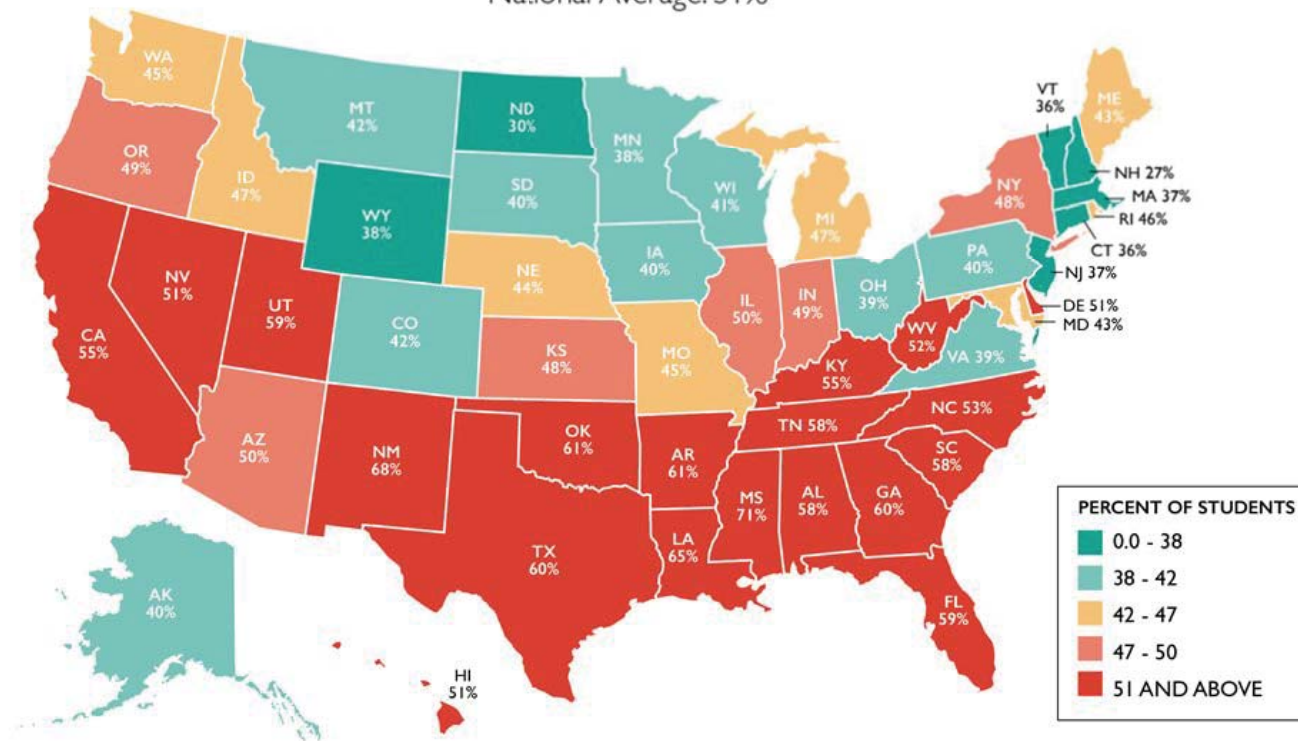 National Average: 51%
WA
45%
OR
49%
CA
55%
NV
51%
ID
47%
MT
42%
WY
38%
UT
59%
AZ
50%
CO
42%
NM
68%
ND
30%
SD
40%
NE
44%
KS
48%
OK
61%
TX
60%
MN
38%
IA
40%
MO
45%
AR
61%
LA
65%
WI
41%
IL
50%
MI
47%
IN
49%
OH
39%
KY
55%
TN 58%
MS
71%
AL
58%
GA
60%
FL
59%
SC
58%
NC 53%
VA 39%
WV
52%
PA
40%
NY
48%
VT
36%
ME
43%
NH 27%
MA 37%
RI 46%
CT 36%
NJ 37%
DE 51%
MD 43%
AK
40%
HI
51%
PERCENT OF STUDENTS
0.0 - 38
38 - 42
42 - 47
47 - 50
51 AND ABOVE